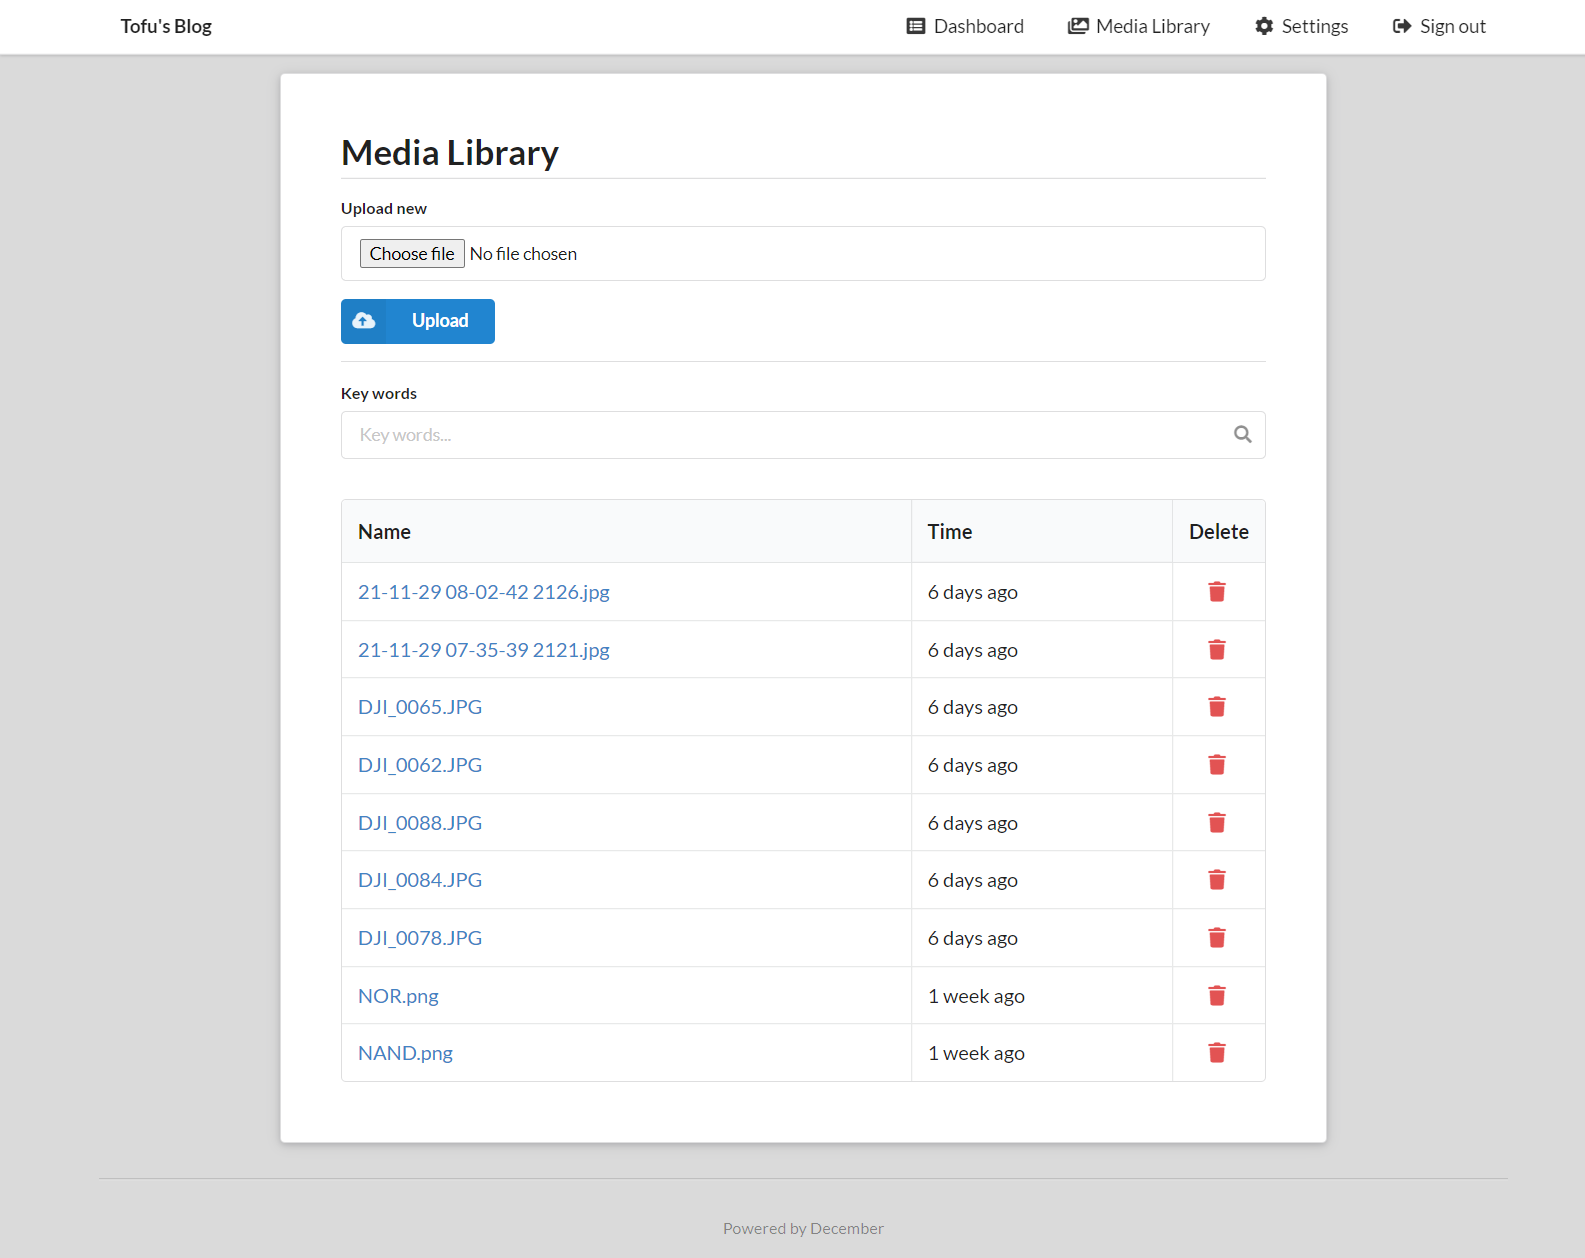 Tofu's Blog
Dashboard
Media Library
Settings
Sign out
Media Library
Upload new
Choose file No file chosen
Upload
Key words
Key words...
Name Time Delete
21-11-29 08-02-42 2126.jpg 6 days ago
21-11-29 07-35-39 2121.jpg 6 days ago
DJI_0065.JPG 6 days ago
DJI_0062.JPG 6 days ago
DJI_0088.JPG 6 days ago
DJI_0084.JPG 6 days ago
DJI_0078.JPG 6 days ago
NOR.png 1 week ago
NAND.png 1 week ago
Powered by December